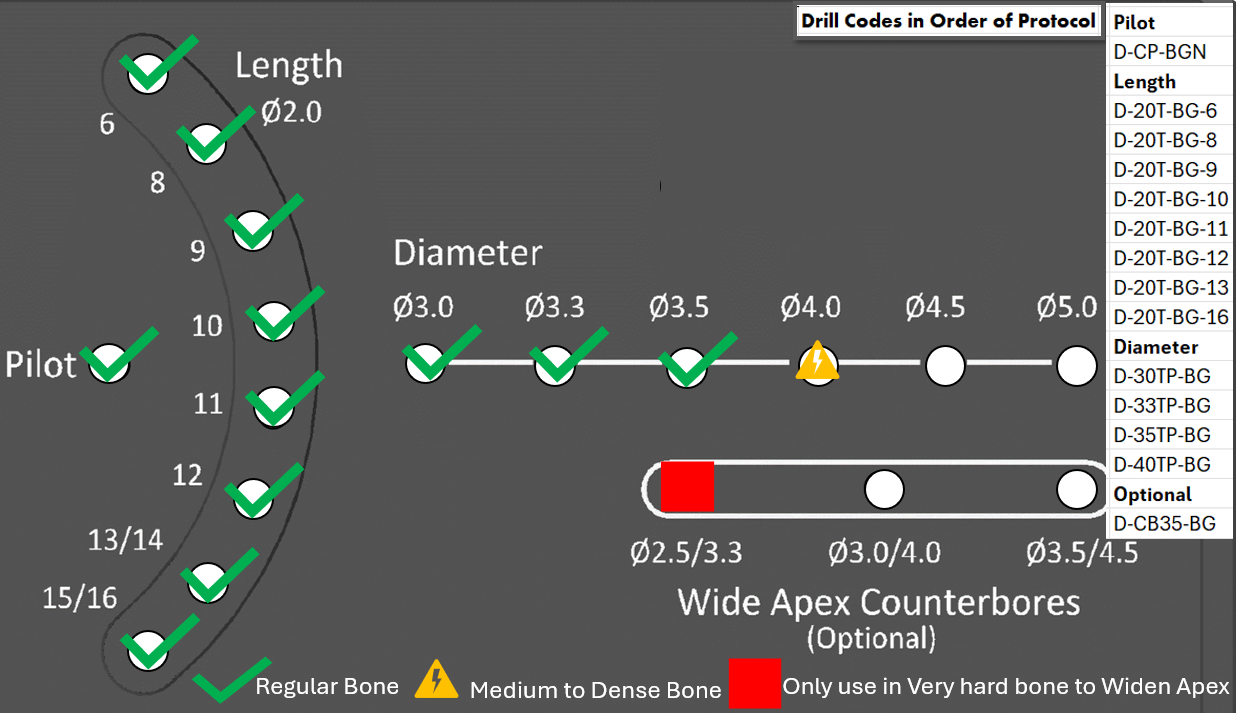 Drill Codes in Order of Protocol
Pilot
D-CP-BGN
Length
D-20T-BG-6
D-20T-BG-8
D-20T-BG-9
D-20T-BG-10
D-20T-BG-11
D-20T-BG-12
D-20T-BG-13
D-20T-BG-16
Diameter
D-30TP-BG
D-33TP-BG
D-35TP-BG
D-40TP-BG
Optional
D-CB35-BG
Length
Ø2.0
6
8
9
10
Pilot
11
12
13/14
15/16
Diameter
Ø3.0 Ø3.3 Ø3.5 Ø4.0 Ø4.5 Ø5.0
Ø2.5/3.3 Ø3.0/4.0 Ø3.5/4.5
Wide Apex Counterbores
(Optional)
Regular Bone Medium to Dense Bone Only use in Very hard bone to Widen Apex